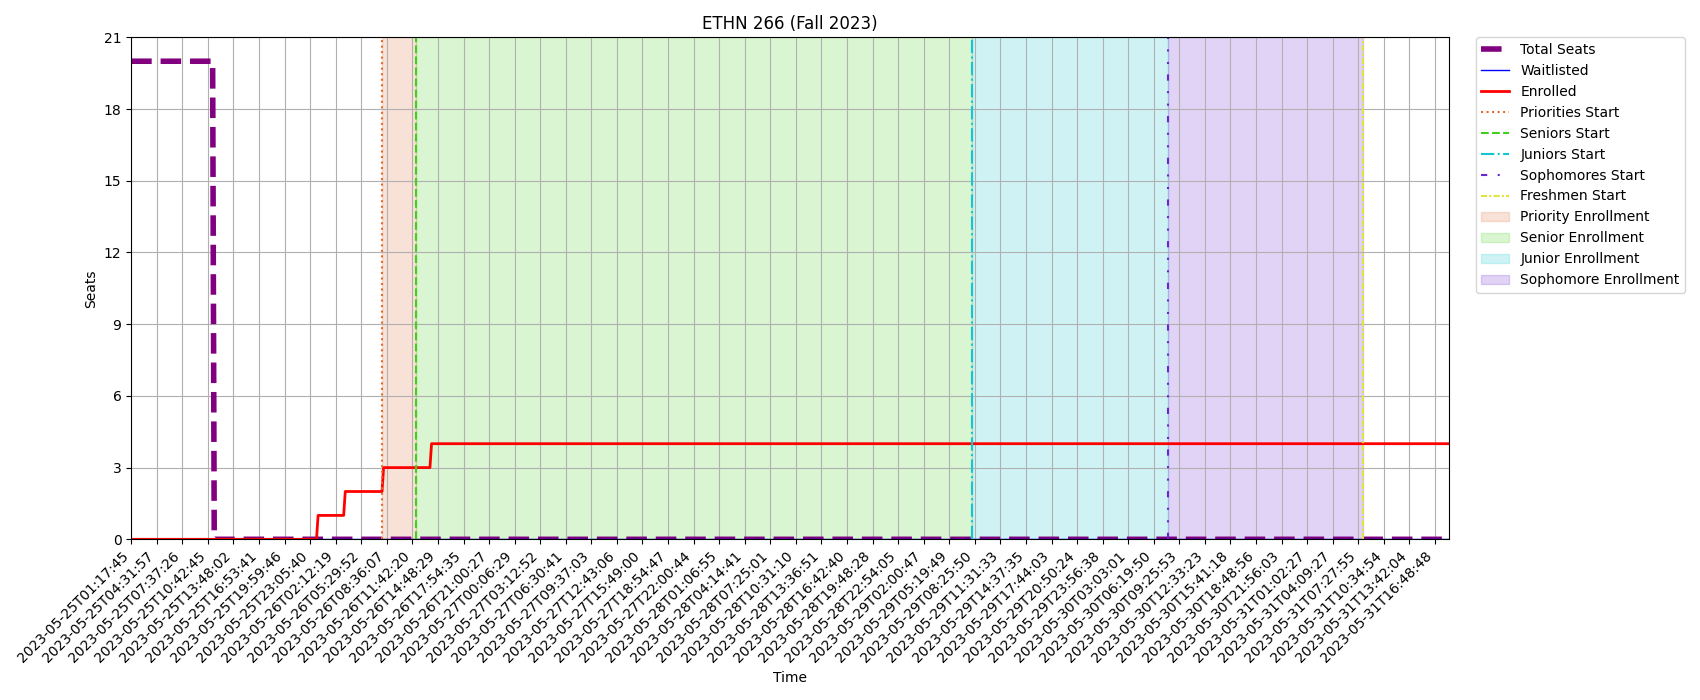 ETHN 266 (Fall 2023)
21
18
15
12
9
6
3
0
Seats
2023-05-25T01:17:45
2023-05-25T04:31:57
2023-05-25T07:37:26
2023-05-25T10:42:45
2023-05-25T13:48:02
2023-05-25T16:53:41
2023-05-25T19:59:46
2023-05-25T23:05:40
2023-05-26T02:12:19
2023-05-26T05:29:52
2023-05-26T08:36:07
2023-05-26T11:42:20
2023-05-26T14:48:29
2023-05-26T17:54:35
2023-05-26T21:00:27
2023-05-27T00:06:29
2023-05-27T03:12:52
2023-05-27T06:30:41
2023-05-27T09:37:03
2023-05-27T12:43:06
2023-05-27T15:49:00
2023-05-27T18:54:47
2023-05-27T22:00:44
2023-05-28T01:06:55
2023-05-28T04:14:41
2023-05-28T07:25:01
2023-05-28T10:31:10
2023-05-28T13:36:51
2023-05-28T16:42:40
2023-05-28T19:48:28
2023-05-28T22:54:05
2023-05-29T02:00:47
2023-05-29T05:19:49
2023-05-29T08:25:50
2023-05-29T11:31:33
2023-05-29T14:37:35
2023-05-29T17:44:03
2023-05-29T20:50:24
2023-05-29T23:56:38
2023-05-30T03:03:01
2023-05-30T06:19:50
2023-05-30T09:25:53
2023-05-30T12:33:23
2023-05-30T15:41:18
2023-05-30T18:48:56
2023-05-30T21:56:03
2023-05-31T01:02:27
2023-05-31T04:09:27
2023-05-31T07:27:55
2023-05-31T10:34:54
2023-05-31T13:42:04
2023-05-31T16:48:48
Time
Total Seats
Waitlisted
Enrolled
Priorities Start
Seniors Start
Juniors Start
Sophomores Start
Freshmen Start
Priority Enrollment
Senior Enrollment
Junior Enrollment
Sophomore Enrollment